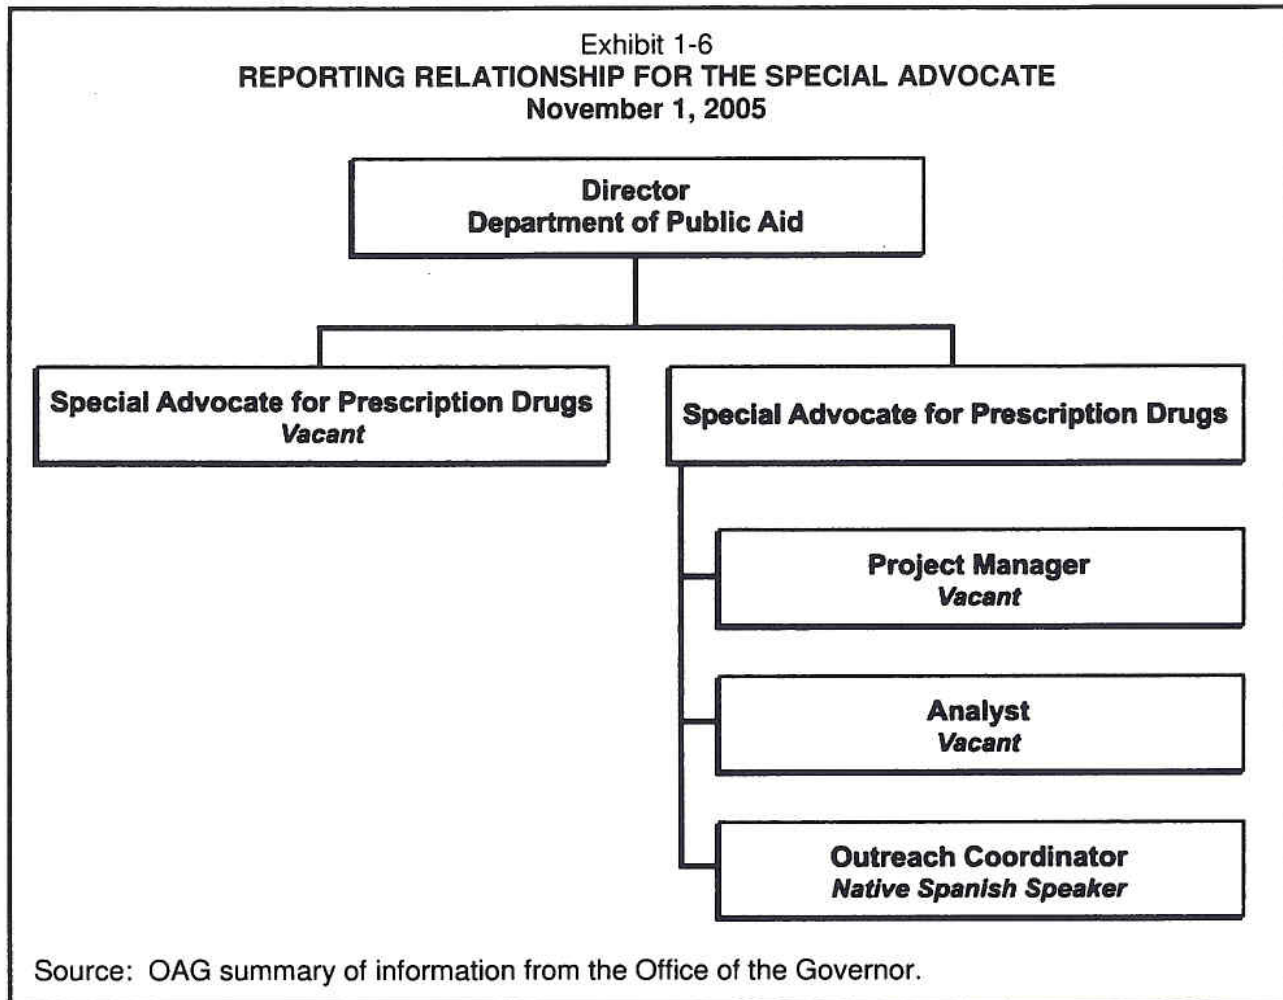 Exhibit 1-6
REPORTING RELATIONSHIP FOR THE SPECIAL ADVOCATE
November 1, 2005
Director
Department of Public Aid
Special Advocate for Prescription Drugs
Vacant
Special Advocate for Prescription Drugs
Project Manager
Vacant
Analyst
Vacant
Outreach Coordinator
Native Spanish Speaker
Source: OAG summary of information from the Office of the Governor.